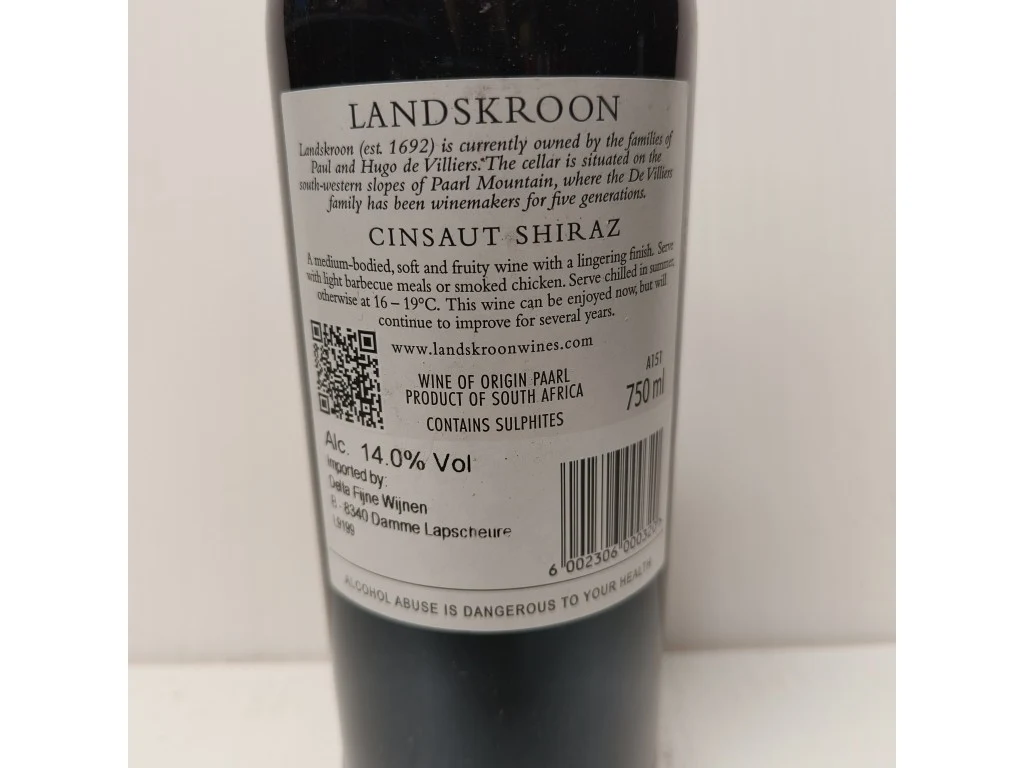 LANDSKROON
Landskroon (est. 1692) is currently owned by the families of
Paul and Hugo de Villiers. The cellar is situated on the
south-western slopes of Paarl Mountain, where the De Villiers
family has been winemakers for five generations.
CINSAUT SHIRAZ
A medium-bodied, soft and fruity wine with a lingering finish. Serve
with light barbecue meals or smoked chicken. Serve chilled in summer,
otherwise at 16 – 19°C. This wine can be enjoyed now, but will
continue to improve for several years.
www.landskroonwines.com
WINE OF ORIGIN PAARL
PRODUCT OF SOUTH AFRICA
CONTAINS SULPHITES
A157
750 ml
Alc. 14.0% Vol
Imported by:
Delta Fijne Wijnen
B - 8340 Damme Lapscheure
L9199
6 002306 000320
ALCOHOL ABUSE IS DANGEROUS TO YOUR HEALTH